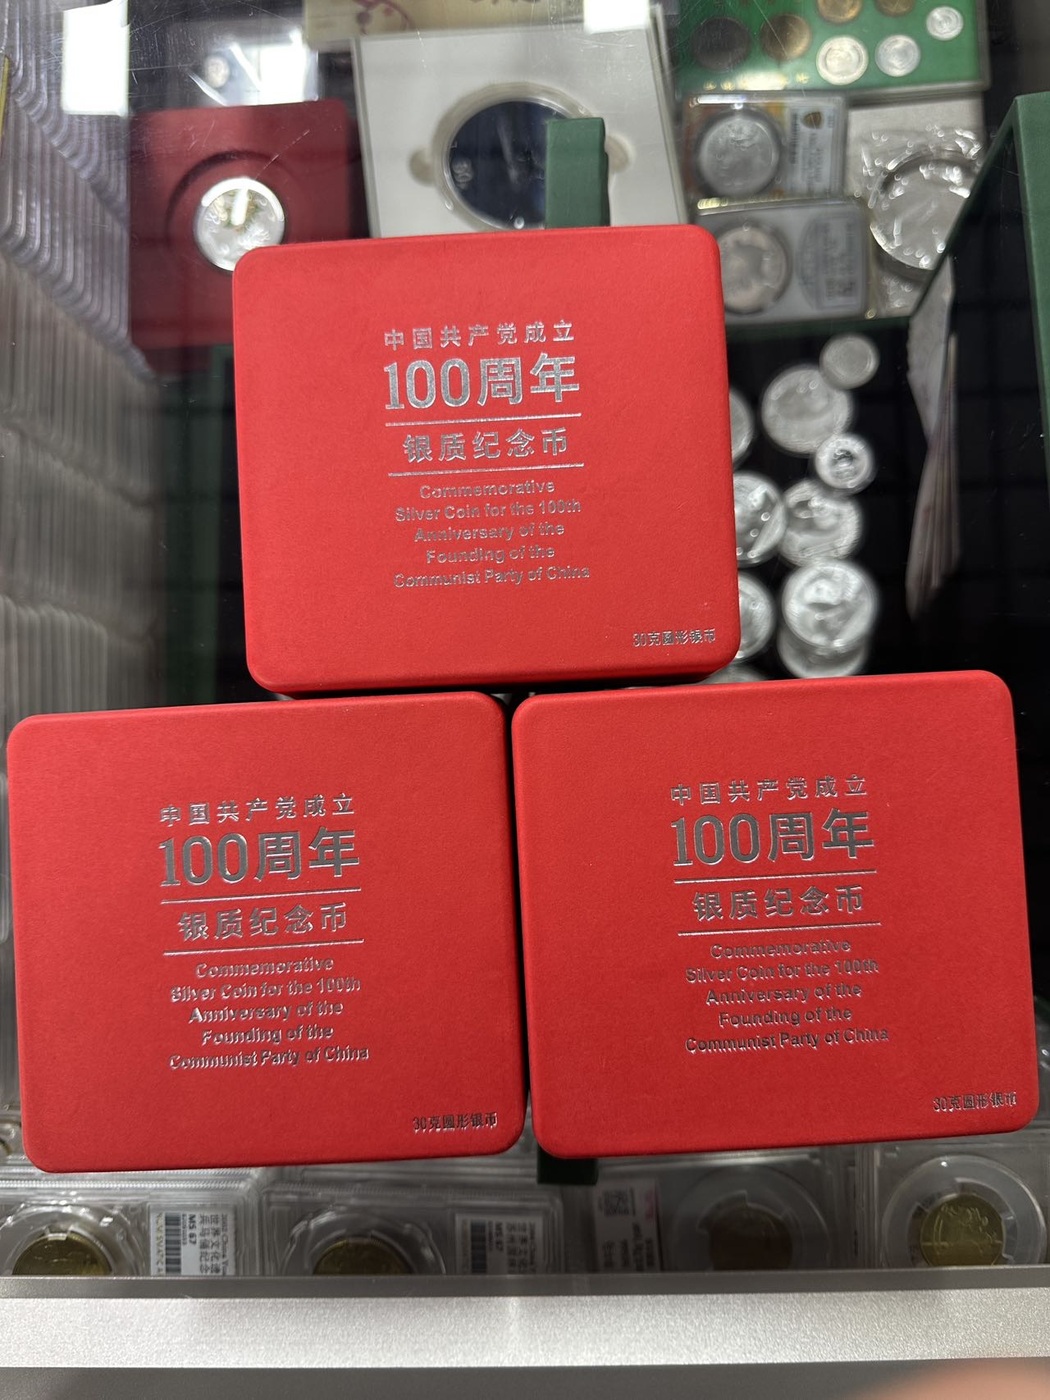 中国共产党成立
100周年
银质纪念币
Commemorative
Silver Coin for the 100th
Anniversary of the
Founding of the
Communist Party of China
30克圆形银币
中国共产党成立
100周年
银质纪念币
Commemorative
Silver Coin for the 100th
Anniversary of the
Founding of the
Communist Party of China
30克圆形银币
中国共产党成立
100周年
银质纪念币
Commemorative
Silver Coin for the 100th
Anniversary of the
Founding of the
Communist Party of China
30克圆形银币
MS 67